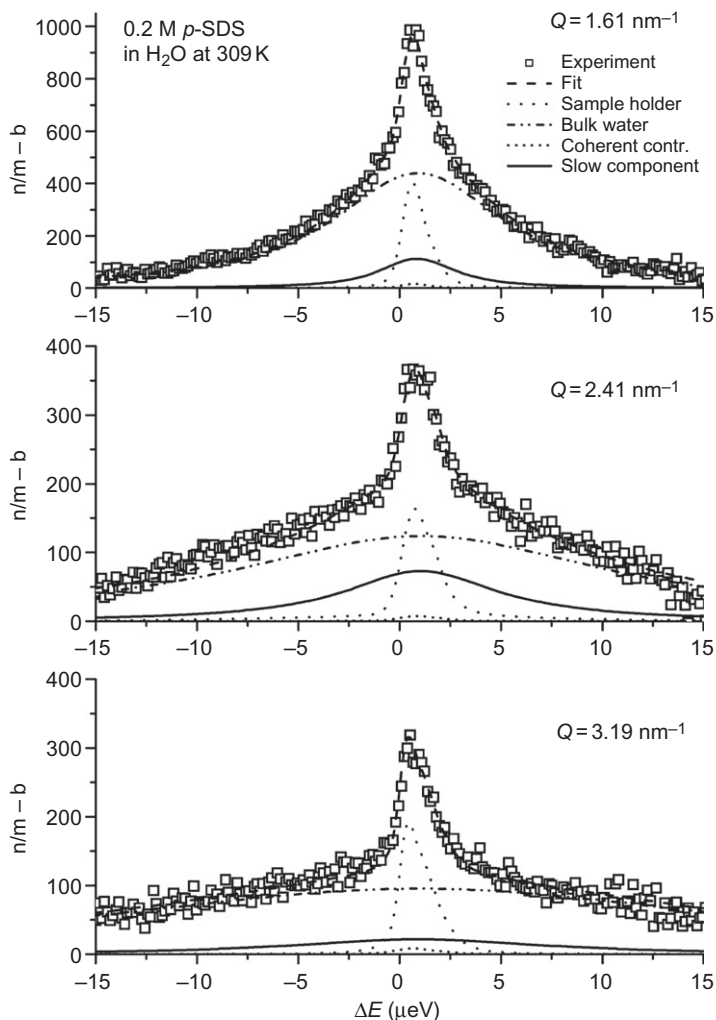 0.2 M p-SDS
in H₂O at 309 K
Q = 1.61 nm⁻¹
Experiment
Fit
Sample holder
Bulk water
Coherent contr.
Slow component
n/m – b
1000
800
600
400
200
0
–15 –10 –5 0 5 10 15
Q = 2.41 nm⁻¹
n/m – b
400
300
200
100
0
–15 –10 –5 0 5 10 15
Q = 3.19 nm⁻¹
n/m – b
400
300
200
100
0
–15 –10 –5 0 5 10 15
ΔE (μeV)